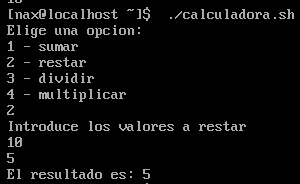 [nax@localhost ~]$ ./calculadora.sh
Elige una opcion:
1 - sumar
2 - restar
3 - dividir
4 - multiplicar
2
Introduce los valores a restar
10
5
El resultado es: 5